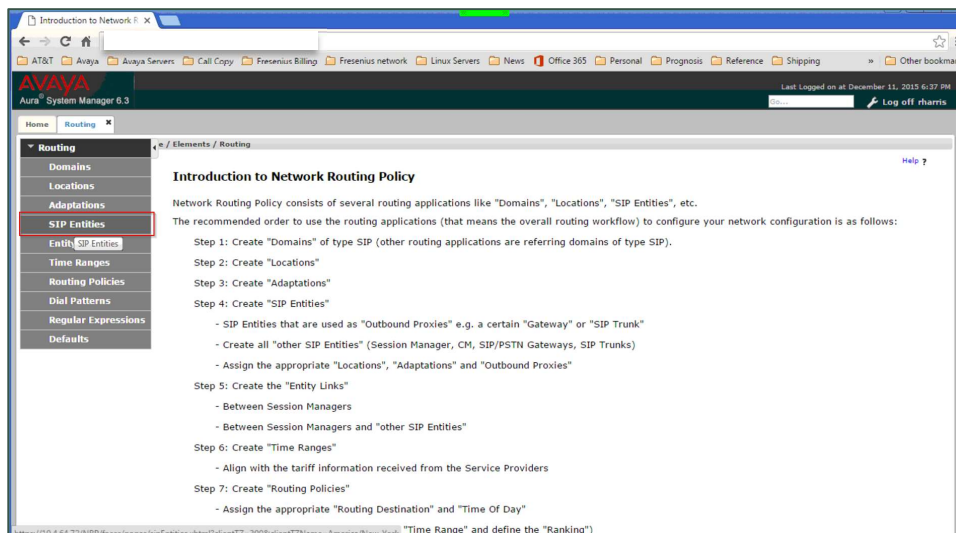 Introduction to Network R
AT&T Avaya Avaya Servers Call Copy Fresenius Billing Fresenius network Linux Servers News Office 365 Personal Prognosis Reference Shipping » Other bookma
AVAYA
Aura® System Manager 6.3
Last Logged on at December 11, 2015 6:37 PM
Go...
Log off rharris
Home
Routing
Routing
e / Elements / Routing
Help ?
Domains
Locations
Adaptations
SIP Entities
Entity
SIP Entities
Time Ranges
Routing Policies
Dial Patterns
Regular Expressions
Defaults
Introduction to Network Routing Policy
Network Routing Policy consists of several routing applications like "Domains", "Locations", "SIP Entities", etc.
The recommended order to use the routing applications (that means the overall routing workflow) to configure your network configuration is as follows:
Step 1: Create "Domains" of type SIP (other routing applications are referring domains of type SIP).
Step 2: Create "Locations"
Step 3: Create "Adaptations"
Step 4: Create "SIP Entities"
- SIP Entities that are used as "Outbound Proxies" e.g. a certain "Gateway" or "SIP Trunk"
- Create all "other SIP Entities" (Session Manager, CM, SIP/PSTN Gateways, SIP Trunks)
- Assign the appropriate "Locations", "Adaptations" and "Outbound Proxies"
Step 5: Create the "Entity Links"
- Between Session Managers
- Between Session Managers and "other SIP Entities"
Step 6: Create "Time Ranges"
- Align with the tariff information received from the Service Providers
Step 7: Create "Routing Policies"
- Assign the appropriate "Routing Destination" and "Time Of Day"
"Time Range" and define the "Ranking")